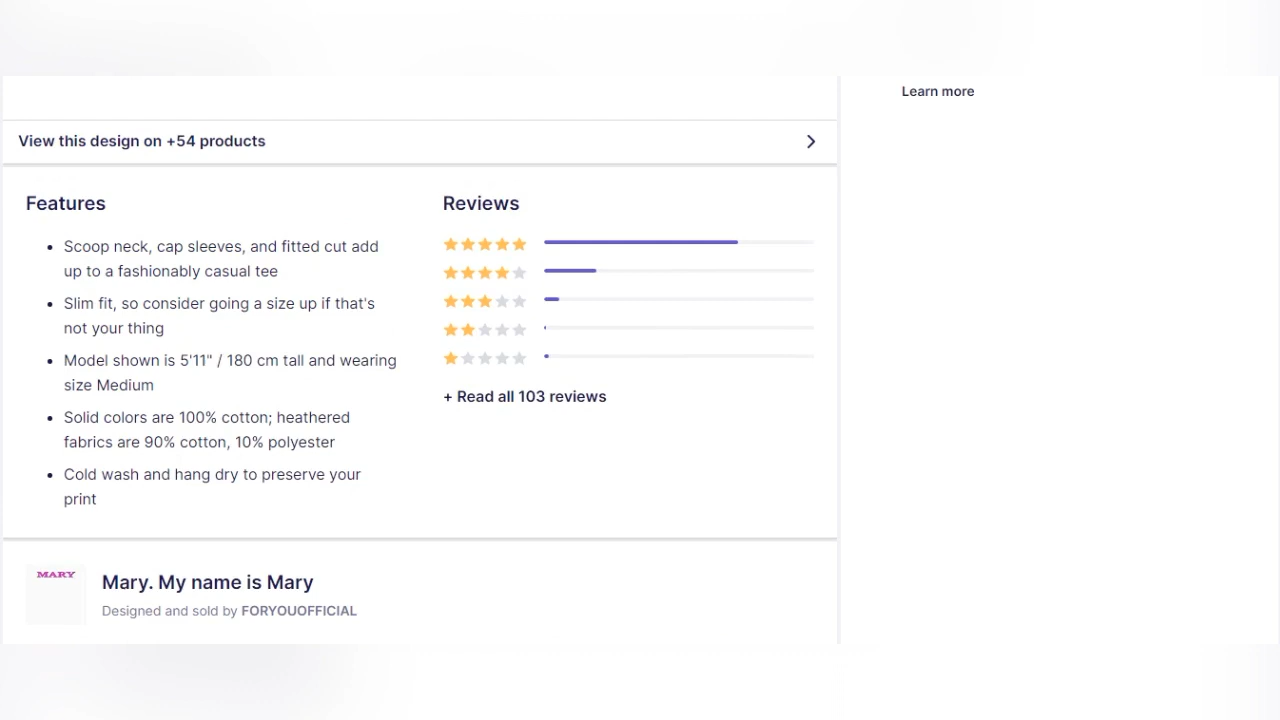 Learn more
View this design on +54 products
Features
Scoop neck, cap sleeves, and fitted cut add
up to a fashionably casual tee
Slim fit, so consider going a size up if that's
not your thing
Model shown is 5'11" / 180 cm tall and wearing
size Medium
Solid colors are 100% cotton; heathered
fabrics are 90% cotton, 10% polyester
Cold wash and hang dry to preserve your
print
Reviews
+ Read all 103 reviews
MARY
Mary. My name is Mary
Designed and sold by FORYOUOFFICIAL